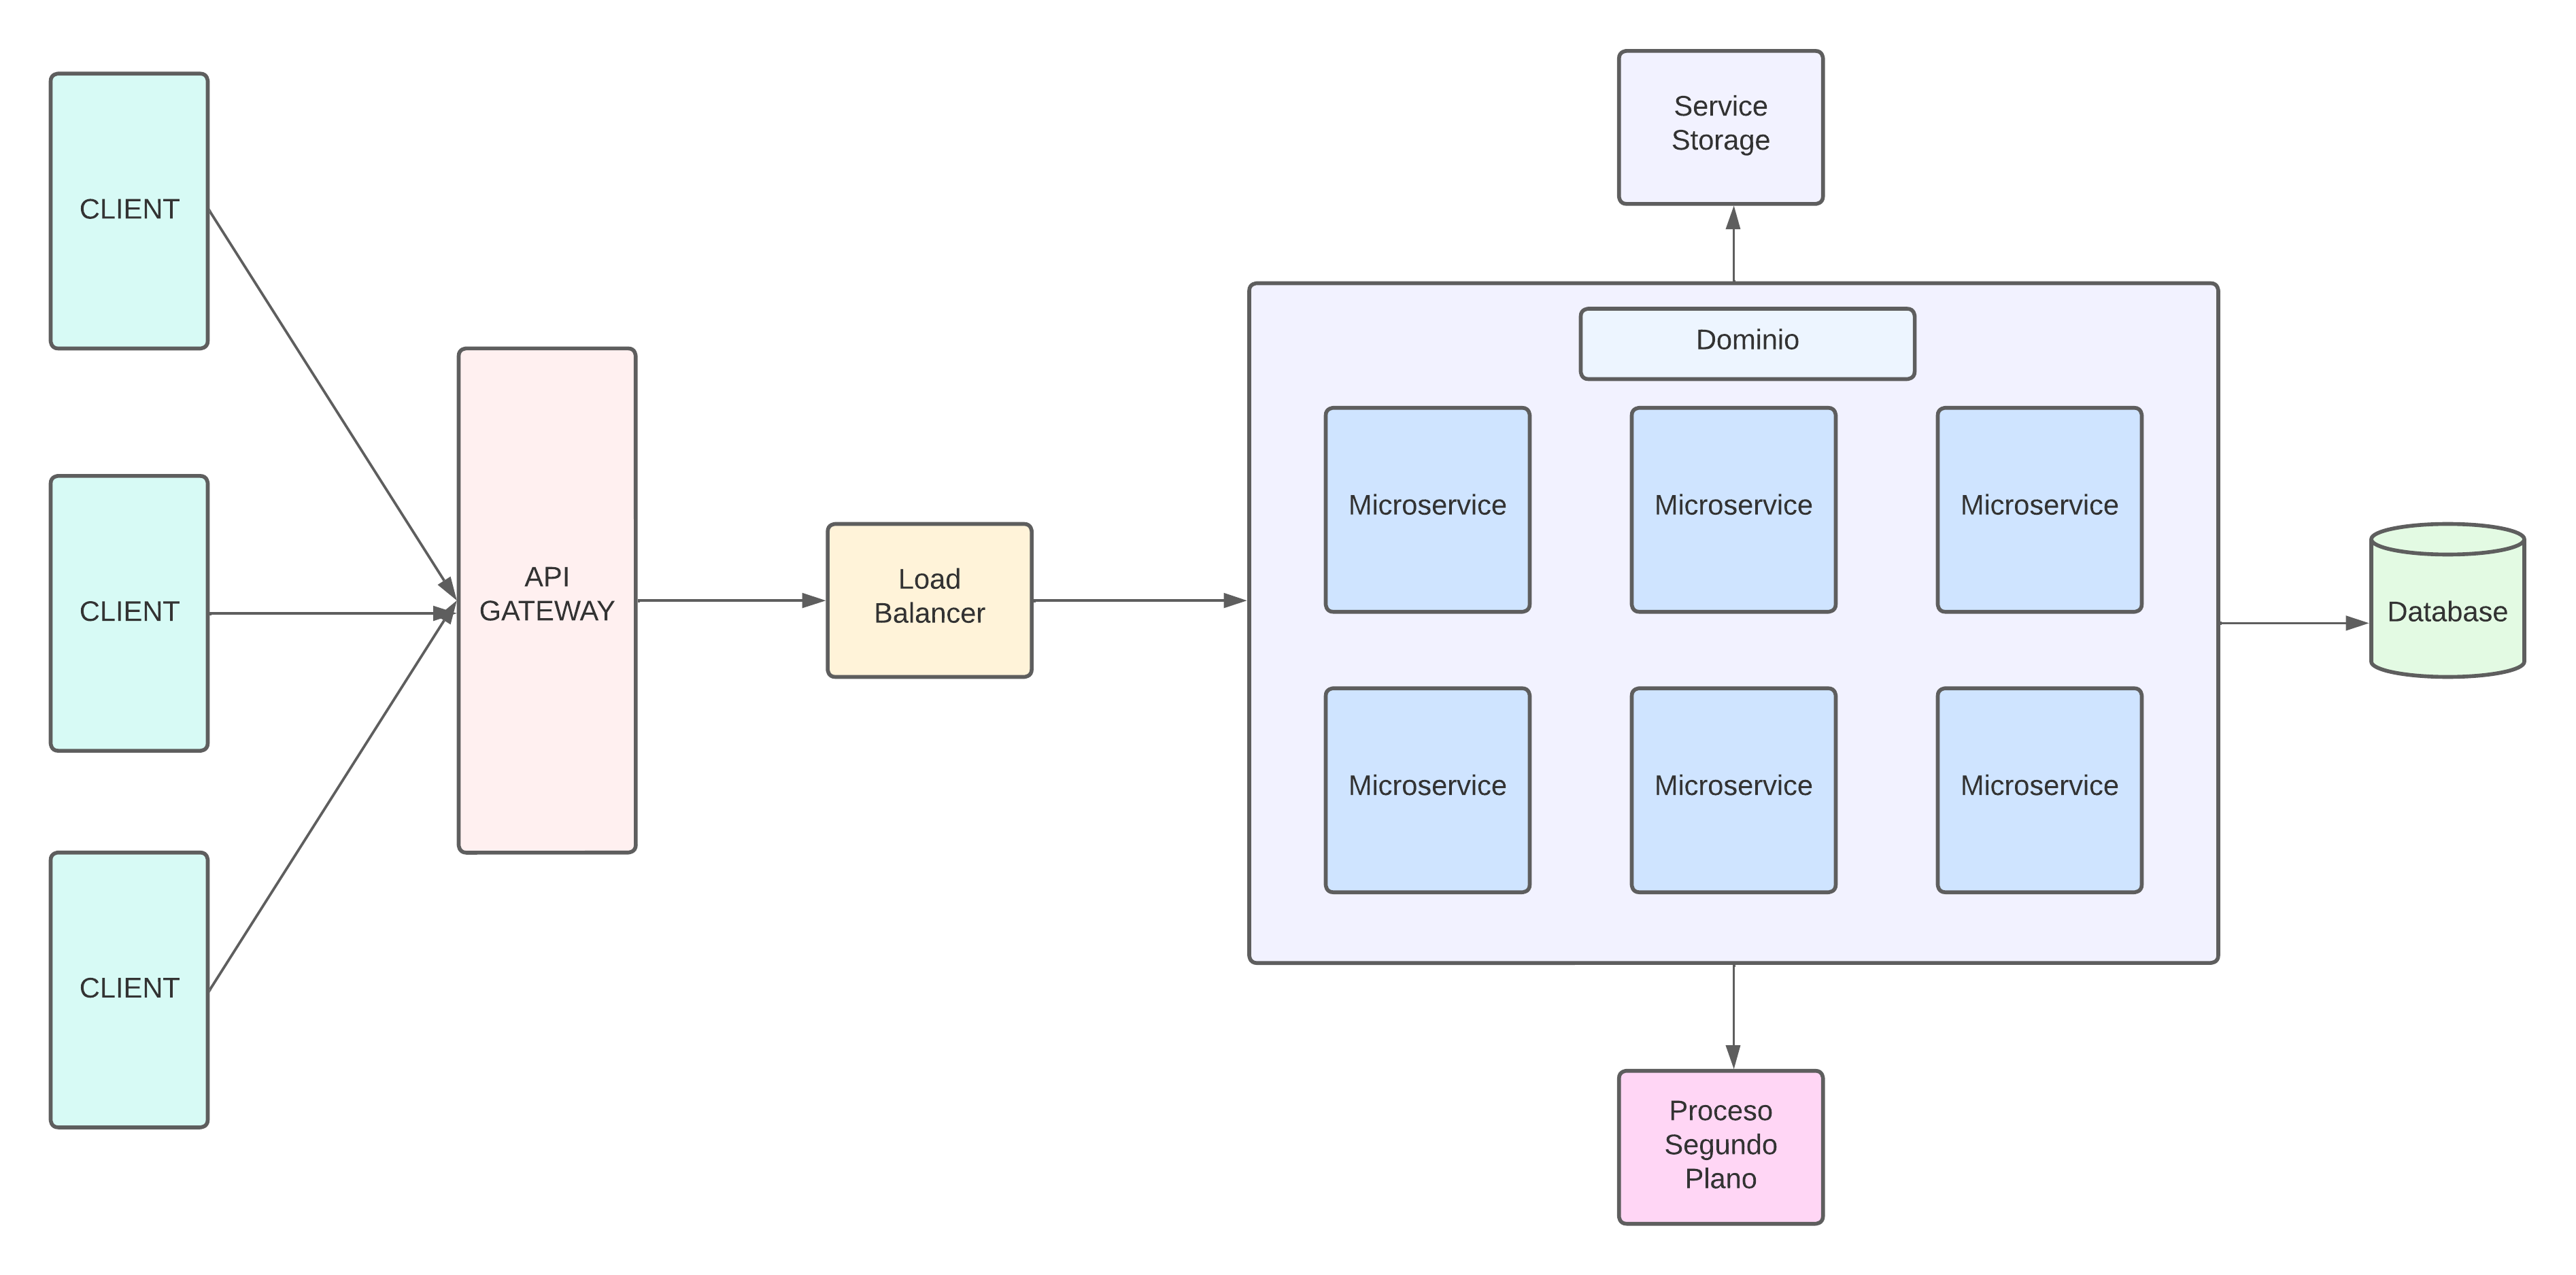 CLIENT
CLIENT
CLIENT
API
GATEWAY
Load
Balancer
Service
Storage
Dominio
Microservice
Microservice
Microservice
Microservice
Microservice
Microservice
Proceso
Segundo
Plano
Database